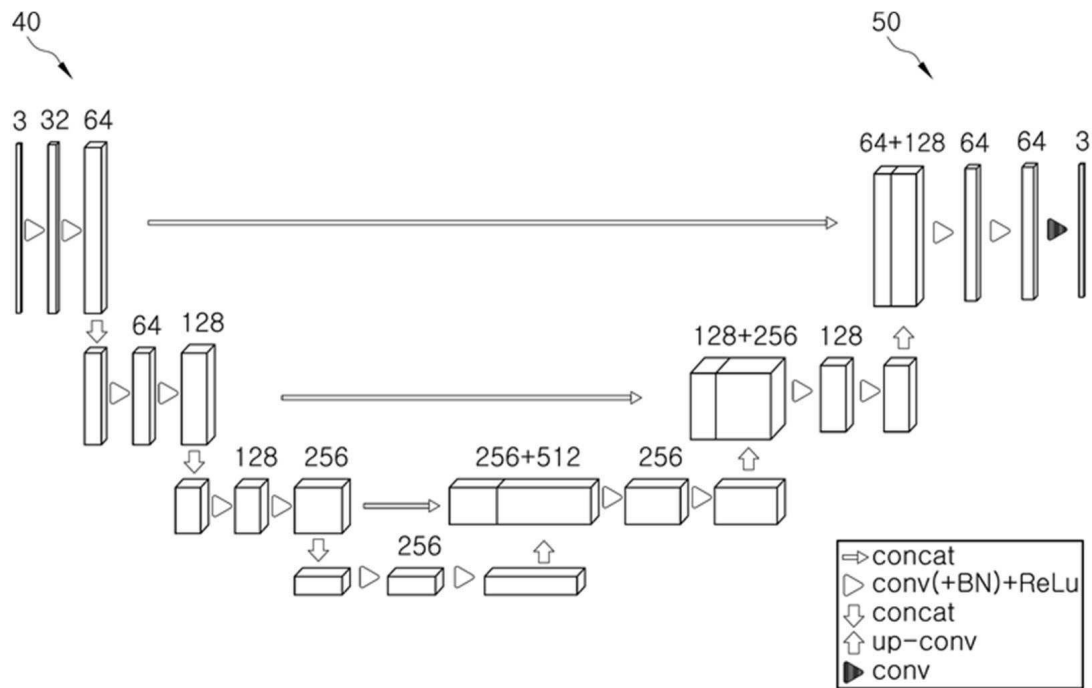 40
50
3 32 64
64+128 64 64 3
64 128
128+256 128
128 256
256+512 256
256
concat
conv(+BN)+ReLu
concat
up-conv
conv